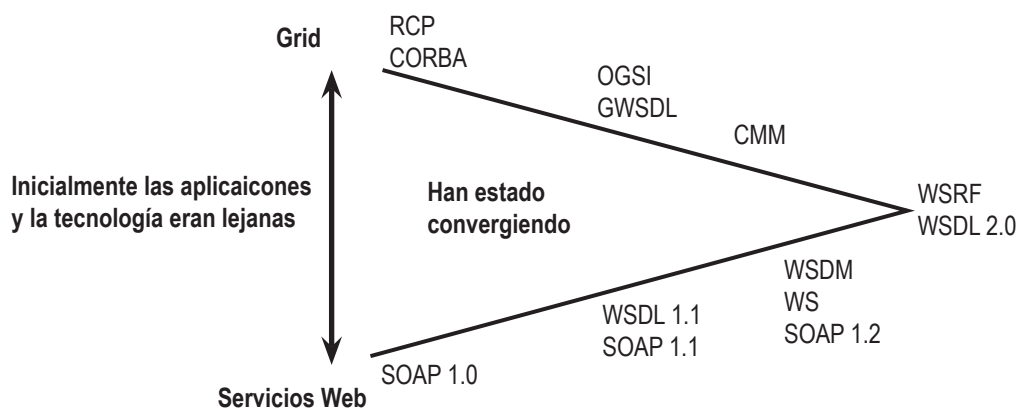 Grid
RCP
CORBA
OGSI
GWSDL
CMM
Inicialmente las aplicaicones
y la tecnología eran lejanas
Han estado
convergiendo
WSRF
WSDL 2.0
WSDM
WS
SOAP 1.2
WSDL 1.1
SOAP 1.1
SOAP 1.0
Servicios Web